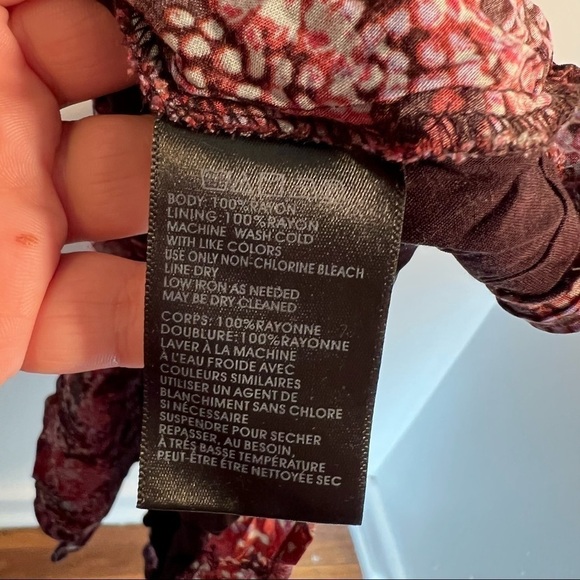 BODY: 100%RAYON
LINING: 100%RAYON
MACHINE WASH COLD
WITH LIKE COLORS
USE ONLY NON-CHLORINE BLEACH
LINE DRY
LOW IRON AS NEEDED
MAY BE DRY CLEANED
CORPS: 100%RAYONNE
DOUBLURE: 100%RAYONNE
LAVER À LA MACHINE
À L'EAU FROIDE AVEC
COULEURS SIMILAIRES
UTILISER UN AGENT DE
BLANCHIMENT SANS CHLORE
SI NÉCESSAIRE
SUSPENDRE POUR SECHER
REPASSER, AU BESOIN,
À TRÈS BASSE TEMPÉRATURE
PEUT-ÊTRE ÊTRE NETTOYÉE SEC